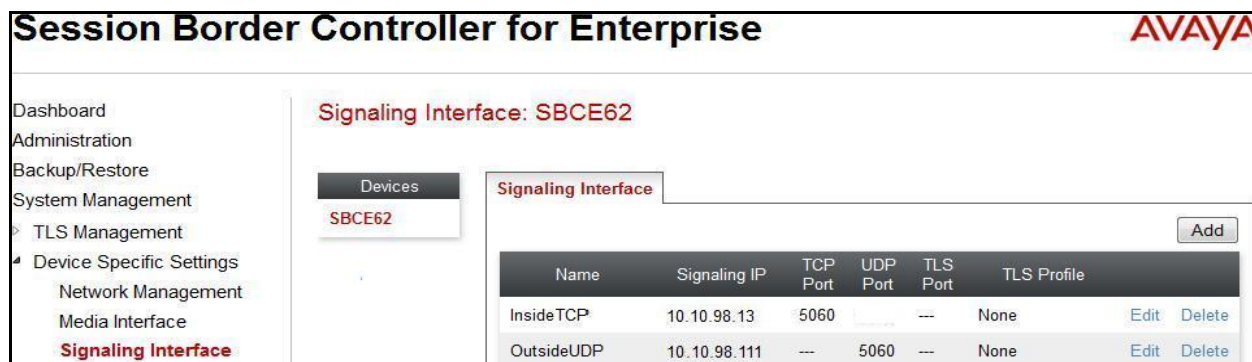 Session Border Controller for Enterprise
AVAYA
Dashboard
Administration
Backup/Restore
System Management
TLS Management
Device Specific Settings
Network Management
Media Interface
Signaling Interface
Signaling Interface: SBCE62
Devices
SBCE62
Signaling Interface
Add
Name Signaling IP TCP Port UDP Port TLS Port TLS Profile
InsideTCP 10.10.98.13 5060 --- None Edit Delete
OutsideUDP 10.10.98.111 --- 5060 --- None Edit Delete